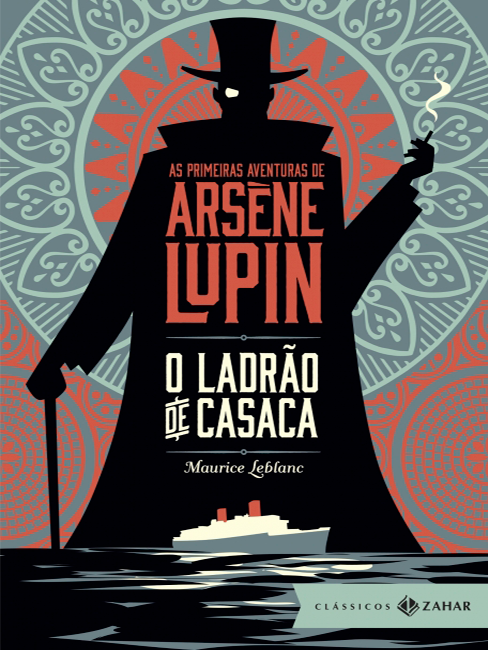 AS PRIMEIRAS AVENTURAS DE
ARSÈNE
LUPIN
O LADRÃO
DE CASACA
Maurice Leblanc
CLÁSSICOS ZAHAR